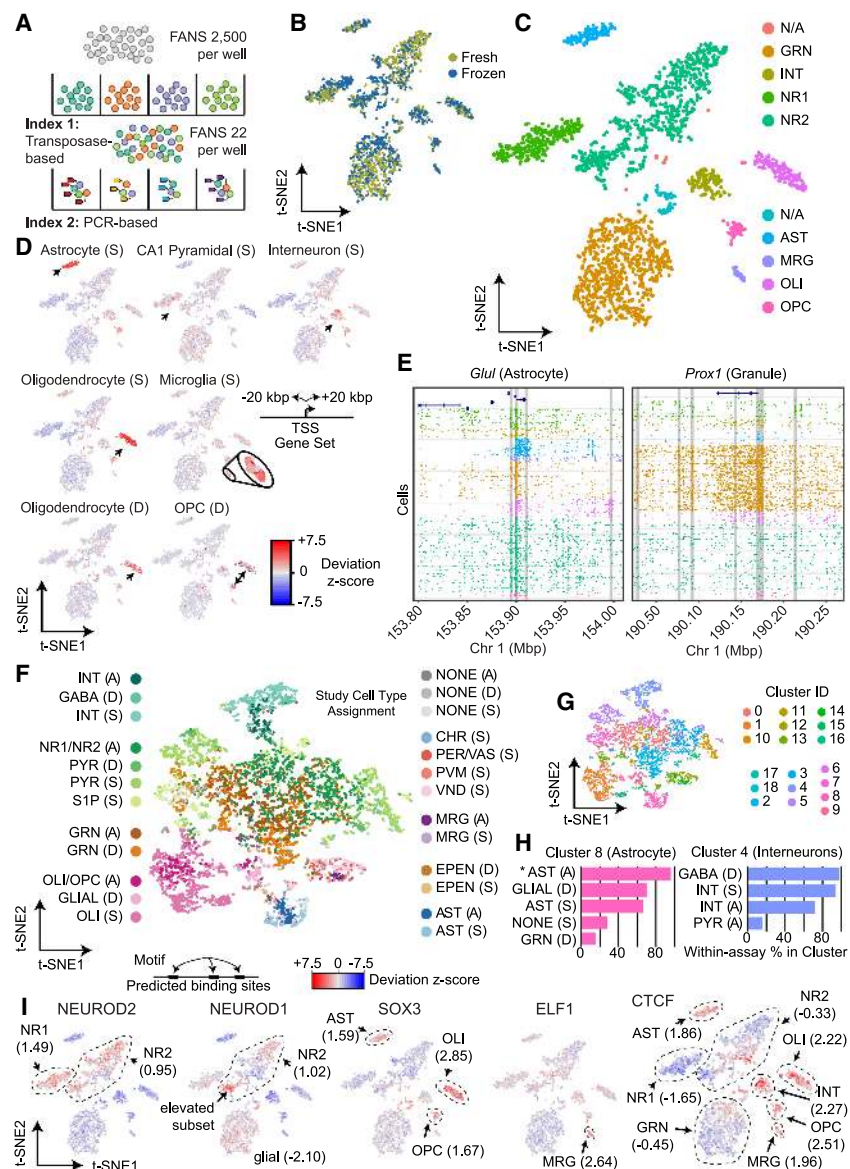 A
FANS 2,500
per well
Index 1:
Transposase-
based
FANS 22
per well
Index 2: PCR-based
B
Fresh
Frozen
t-SNE2
t-SNE1
C
N/A
GRN
INT
NR1
NR2
N/A
AST
MRG
OLI
OPC
t-SNE2
t-SNE1
D
Astrocyte (S)
CA1 Pyramidal (S)
Interneuron (S)
Oligodendrocyte (S)
Microglia (S)
-20 kbp
+20 kbp
TSS
Gene Set
Oligodendrocyte (D)
OPC (D)
+7.5
0
-7.5
Deviation
z-score
t-SNE2
t-SNE1
E
Glul (Astrocyte)
Prox1 (Granule)
Cells
153.80
153.85
153.90
153.95
154.00
Chr 1 (Mbp)
190.50
190.10
190.15
190.20
190.25
Chr 1 (Mbp)
F
INT (A)
GABA (D)
INT (S)
NR1/NR2 (A)
PYR (D)
PYR (S)
S1P (S)
GRN (A)
GRN (D)
OLI/OPC (A)
GLIAL (D)
OLI (S)
Study Cell Type
Assignment
NONE (A)
NONE (D)
NONE (S)
CHR (S)
PER/VAS (S)
PVM (S)
VND (S)
MRG (A)
MRG (S)
EPEN (D)
EPEN (S)
AST (A)
AST (S)
t-SNE2
t-SNE1
Motif
Predicted binding sites
+7.5 0 -7.5
Deviation z-score
G
Cluster ID
0
1
10
11
12
13
14
15
16
17
18
2
3
4
5
6
7
8
9
t-SNE2
t-SNE1
H
Cluster 8 (Astrocyte)
*AST (A)
GLIAL (D)
AST (S)
NONE (S)
GRN (D)
0 40 80
Cluster 4 (Interneurons)
GABA (D)
INT (S)
INT (A)
PYR (A)
0 40 80
Within-assay % in Cluster
I
NEUROD2
NR1
(1.49)
NR2
(0.95)
t-SNE2
t-SNE1
NEUROD1
NR2
(1.02)
elevated
subset
glial (-2.10)
SOX3
AST
(1.59)
OLI
(2.85)
OPC (1.67)
ELF1
MRG (2.64)
CTCF
NR2
(-0.33)
AST (1.86)
OLI (2.22)
NR1 (-1.65)
INT
(2.27)
GRN
(-0.45)
OPC
(2.51)
MRG (1.96)